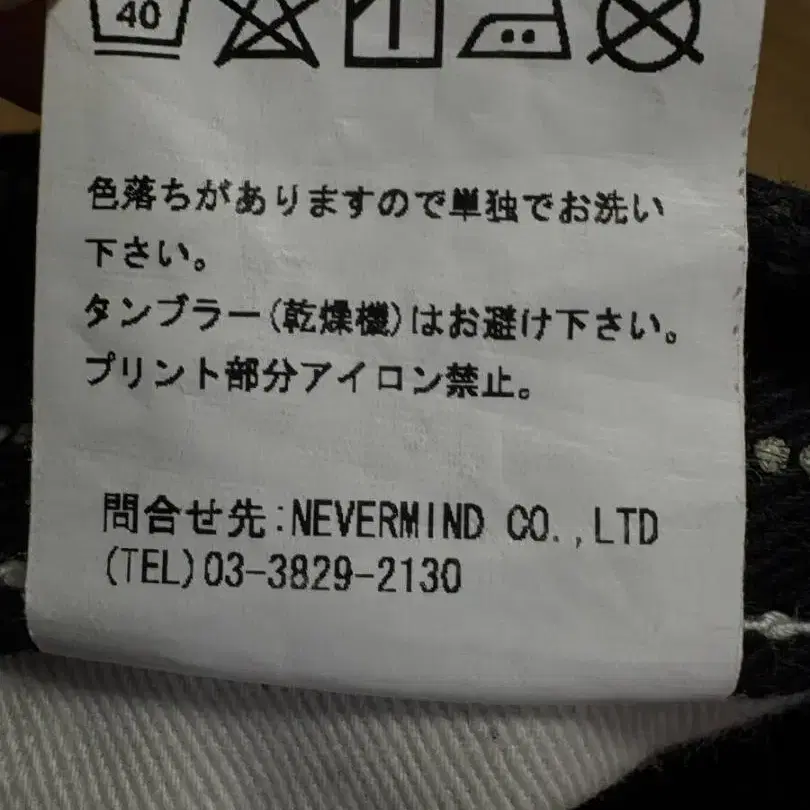 40
色落ちがありますので単独でお洗い
下さい。
タンブラー(乾燥機)はお避け下さい。
プリント部分アイロン禁止。
問合せ先:NEVERMIND CO.,LTD
(TEL)03-3829-2130